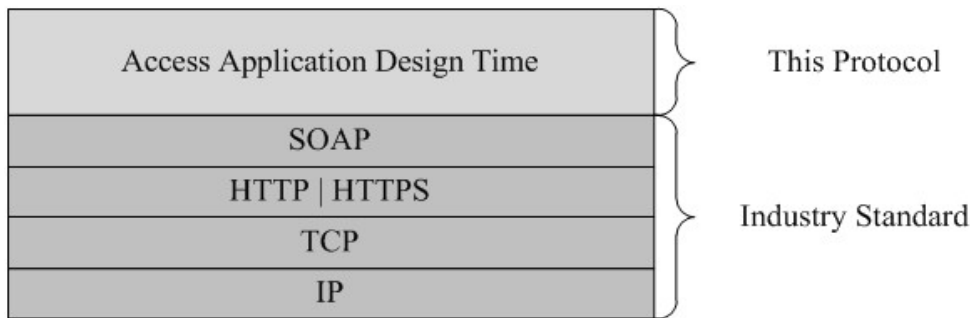 Access Application Design Time
This Protocol
SOAP
HTTP | HTTPS
TCP
IP
Industry Standard